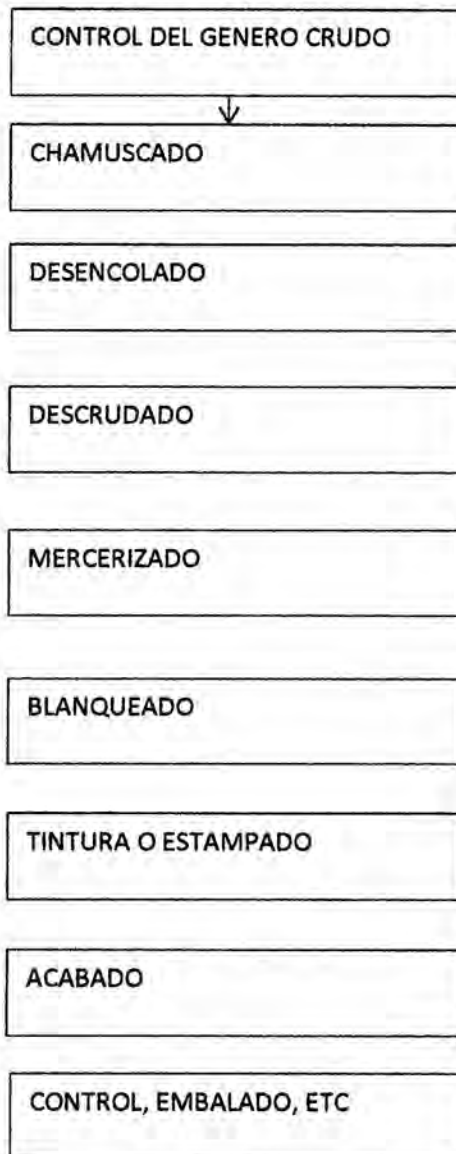 CONTROL DEL GENERO CRUDO
CHAMUSCADO
DESENCOLADO
DESCRUDADO
MERCERIZADO
BLANQUEADO
TINTURA O ESTAMPADO
ACABADO
CONTROL, EMBALADO, ETC